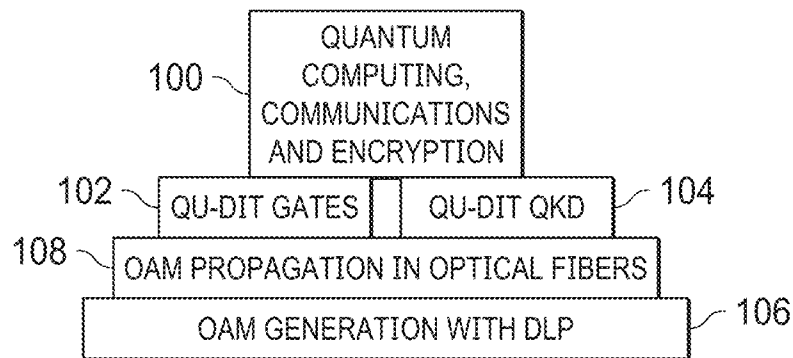 QUANTUM
COMPUTING,
COMMUNICATIONS
AND ENCRYPTION
100
102
QU-DIT GATES
QU-DIT QKD
104
108
OAM PROPAGATION IN OPTICAL FIBERS
OAM GENERATION WITH DLP
106